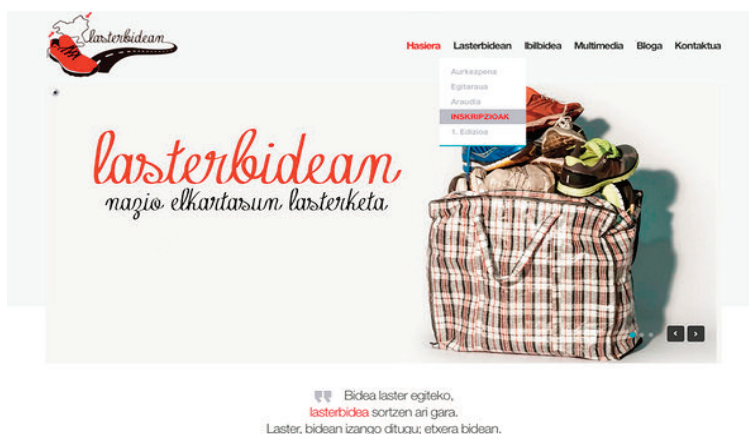 lasterbidean
Hasiera Lasterbidean Ibilbidea Multimedia Bloga Kontaktua
Aurkezpena
Egitaraua
Araudia
INSKRIPZIOAK
1. Edizioa
lasterbidean
nazio elkartasun lasterketa
Bidea laster egiteko,
lasterbidea sortzen ari gara.
Laster, bidean izango ditugu; etxera bidean.